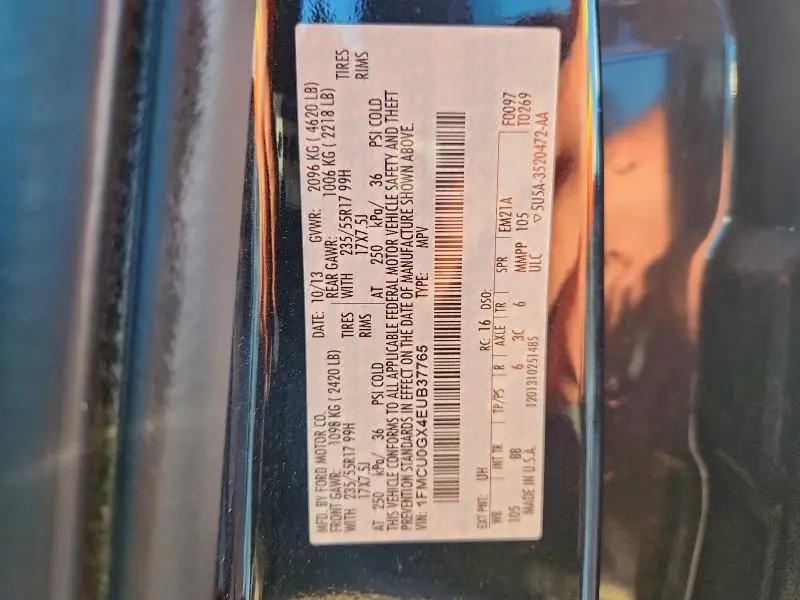 MFD. BY FORD MOTOR CO.
DATE: 10/13 GVWR: 2096 KG ( 4620 LB)
FRONT GAWR: 1098 KG ( 2420 LB) REAR GAWR: 1006 KG ( 2218 LB)
WITH 235/55R17 99H TIRES WITH 235/55R17 99H TIRES
17X7.5J RIMS 17X7.5J RIMS
AT 250 kPa/ 36 PSI COLD AT 250 kPa/ 36 PSI COLD
THIS VEHICLE CONFORMS TO ALL APPLICABLE FEDERAL MOTOR VEHICLE SAFETY AND THEFT
PREVENTION STANDARDS IN EFFECT ON THE DATE OF MANUFACTURE SHOWN ABOVE.
VIN: 1FMCU0GX4EUB37765 TYPE: MPV
EXT PNT: UH RC: 16 DSO: F0097
WB INT TR TP/PS R AXLE TR SPR EM21A T0269
105 BB 6 3C 6 MMPP 105
MADE IN U.S.A. 1201310251485 ULC ▽5U5A-3520472-AA